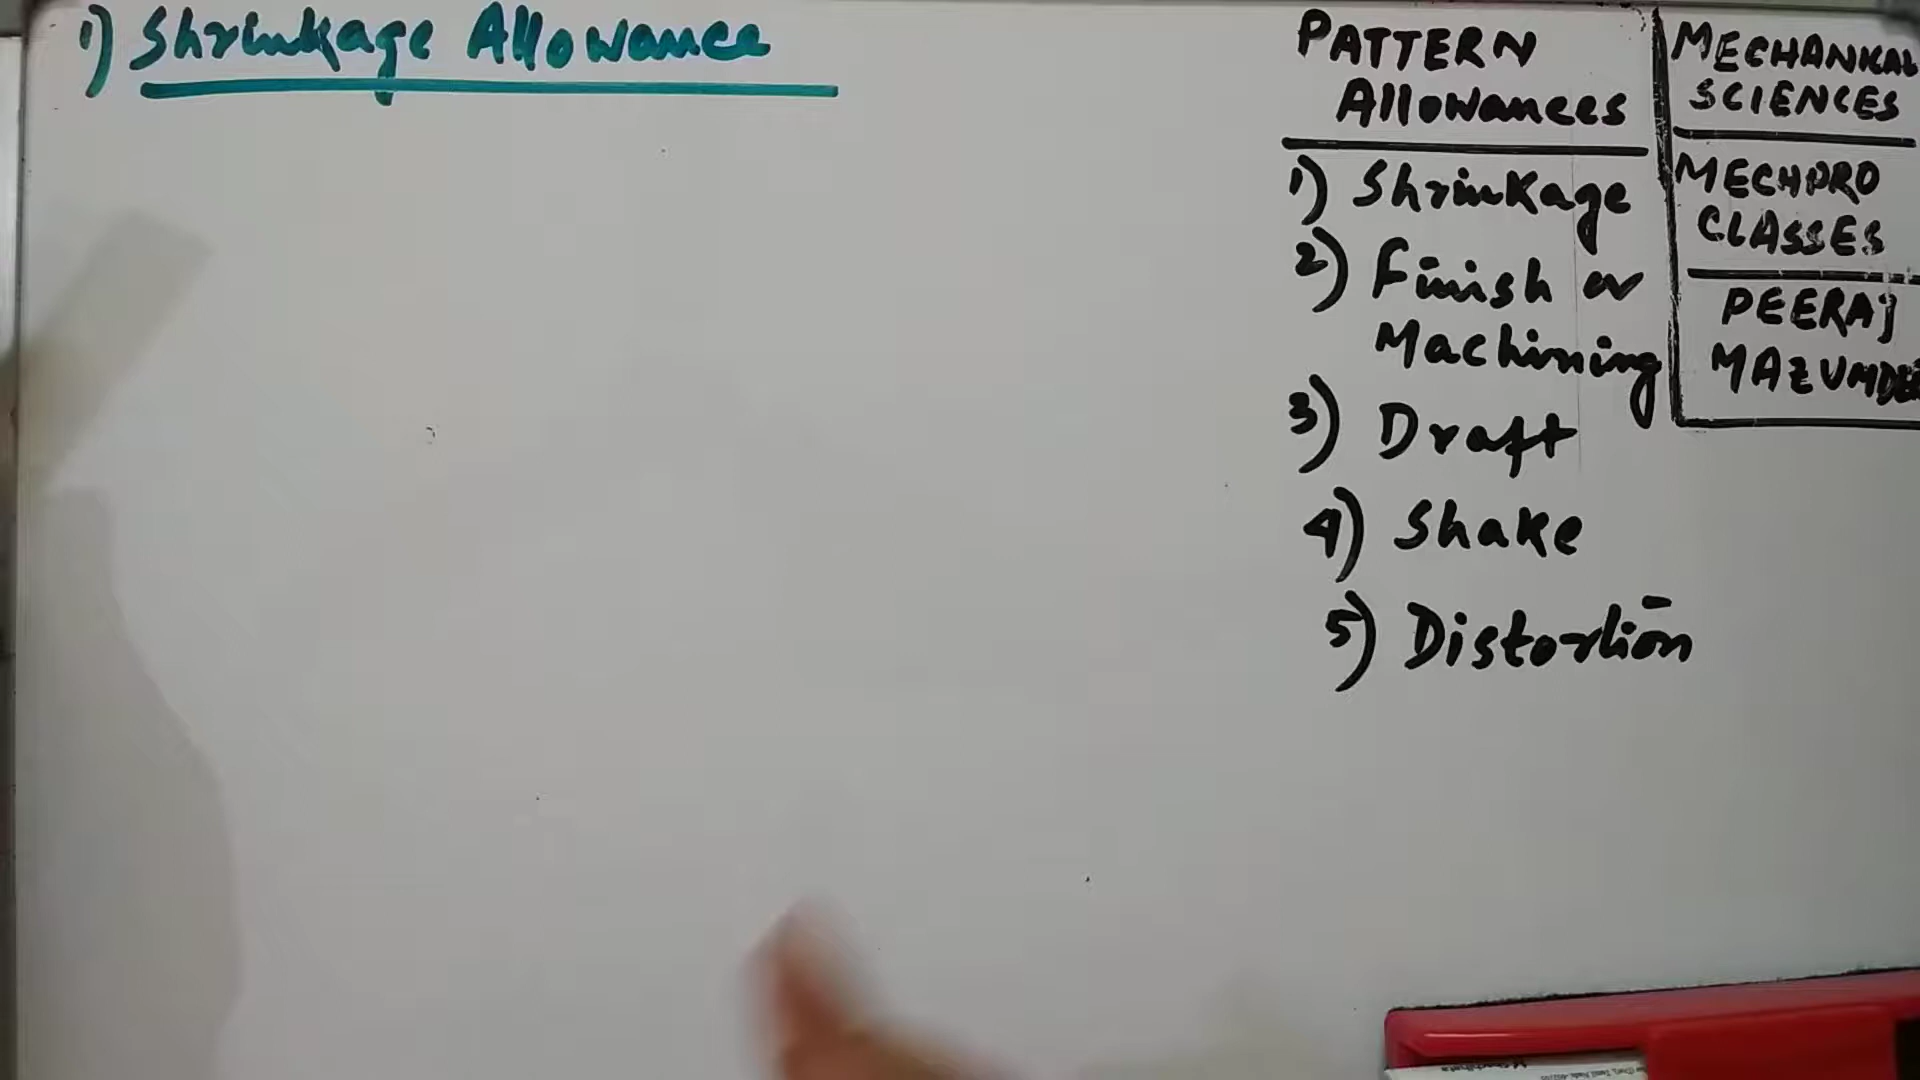 1) Shrinkage Allowance
PATTERN
Allowances
1) Shrinkage
2) Finish or
Machining
3) Draft
4) Shake
5) Distortion
MECHANICAL
SCIENCES
MECHPRO
CLASSES
PEERAJ